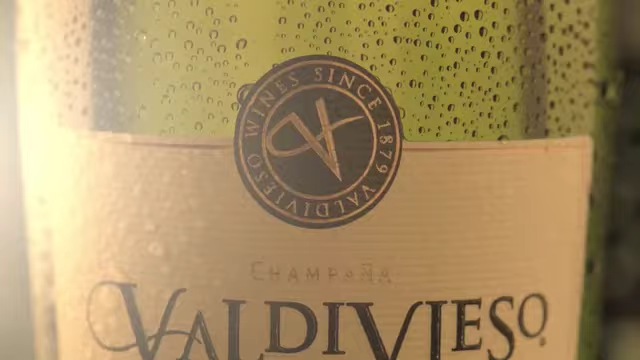 WINES SINCE 1879 VALDIVIESO
V
CHAMPAÑA
VALDIVIESO